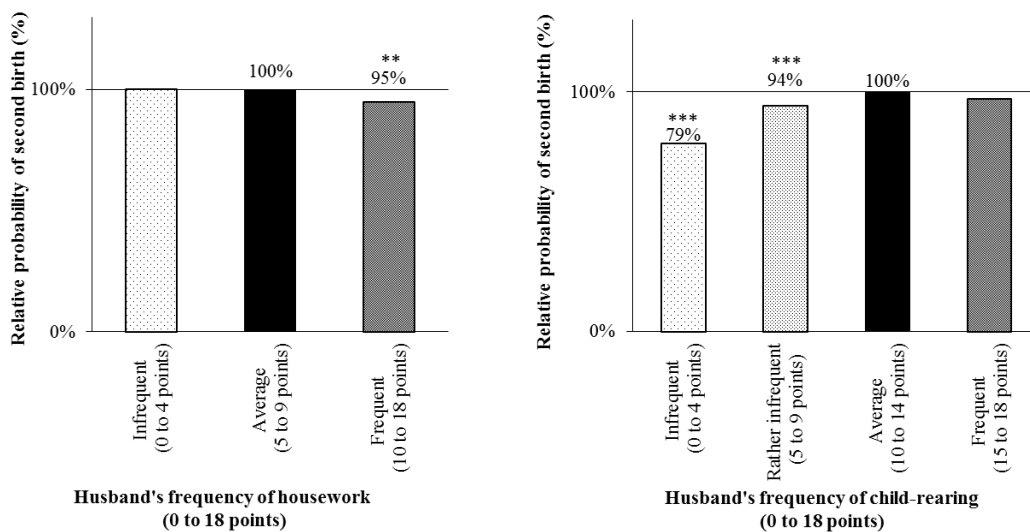 Relative probability of second birth (%)
100%
0%
100%
**
95%
Infrequent
(0 to 4 points)
Average
(5 to 9 points)
Frequent
(10 to 18 points)
Husband's frequency of housework
(0 to 18 points)
Relative probability of second birth (%)
100%
0%
***
79%
***
94%
100%
Infrequent
(0 to 4 points)
Rather infrequent
(5 to 9 points)
Average
(10 to 14 points)
Frequent
(15 to 18 points)
Husband's frequency of child-rearing
(0 to 18 points)